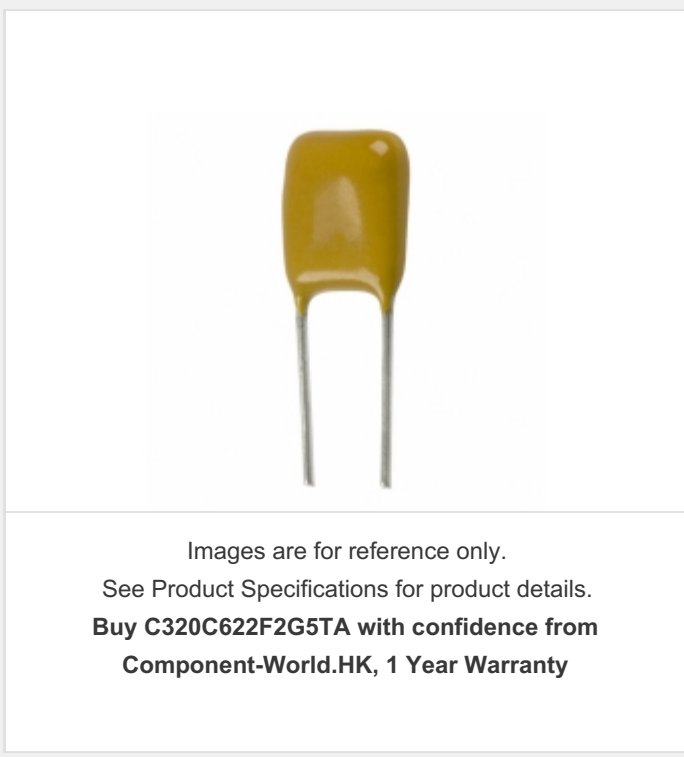 Images are for reference only.
See Product Specifications for product details.
Buy C320C622F2G5TA with confidence from
Component-World.HK, 1 Year Warranty